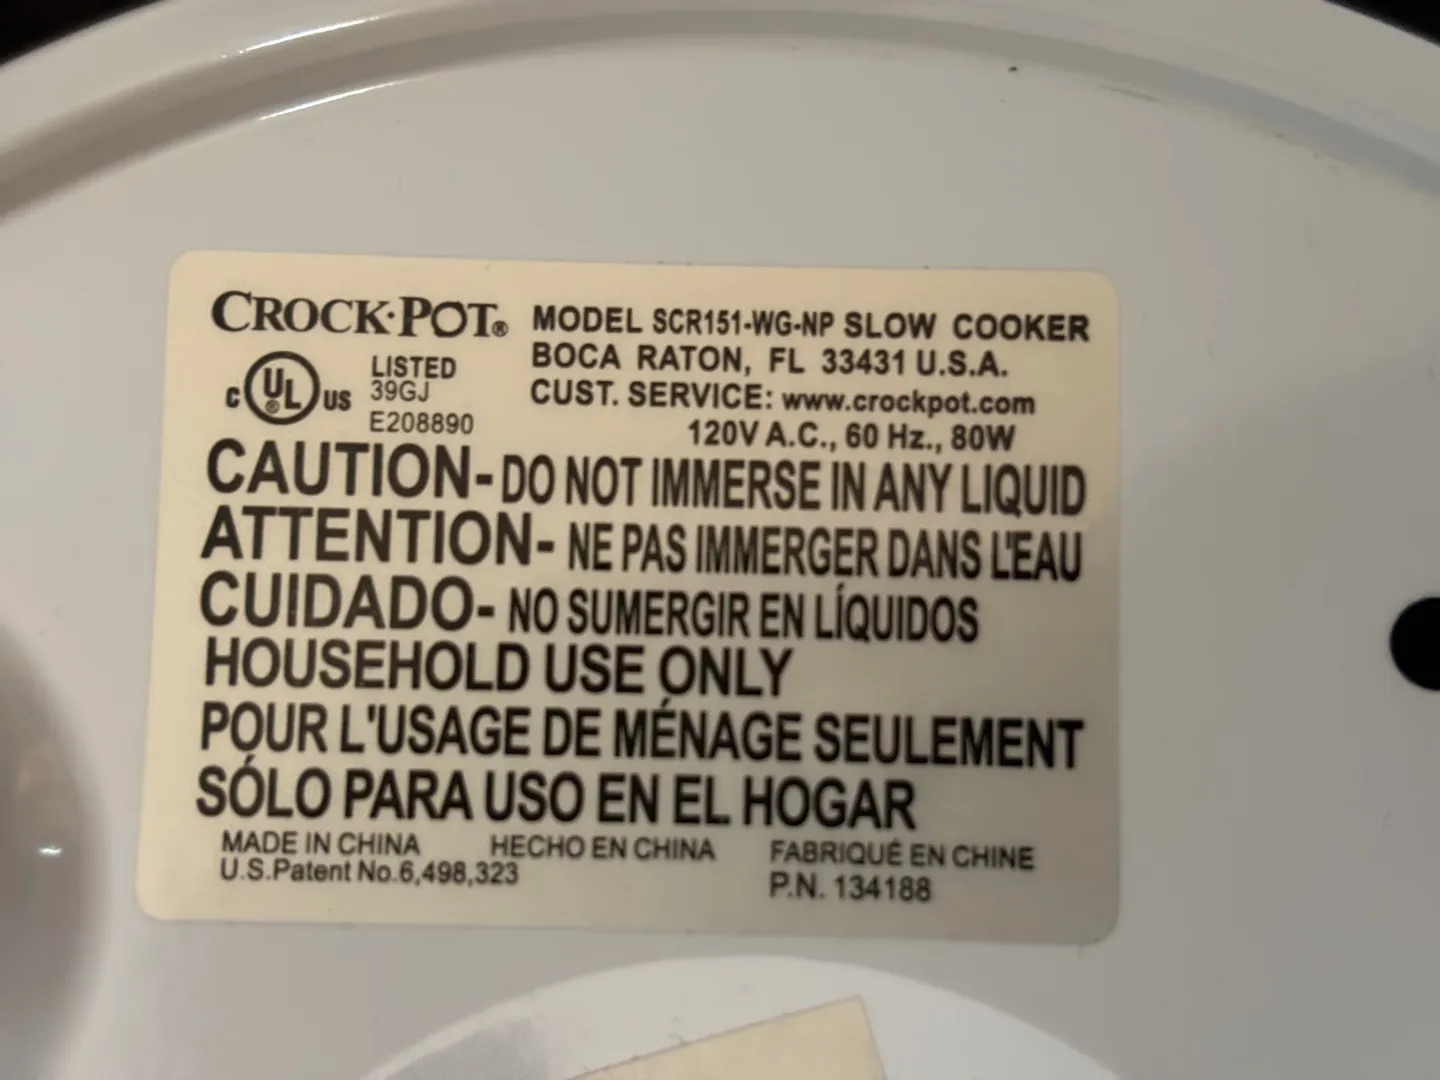 CROCK·POT® MODEL SCR151-WG-NP SLOW COOKER
BOCA RATON, FL 33431 U.S.A.
CUST. SERVICE: www.crockpot.com
120V A.C., 60 Hz., 80W
C UL® US LISTED
39GJ
E208890
CAUTION- DO NOT IMMERSE IN ANY LIQUID
ATTENTION- NE PAS IMMERGER DANS L'EAU
CUIDADO- NO SUMERGIR EN LÍQUIDOS
HOUSEHOLD USE ONLY
POUR L'USAGE DE MÉNAGE SEULEMENT
SÓLO PARA USO EN EL HOGAR
MADE IN CHINA HECHO EN CHINA FABRIQUÉ EN CHINE
U.S.Patent No.6,498,323 P.N. 134188